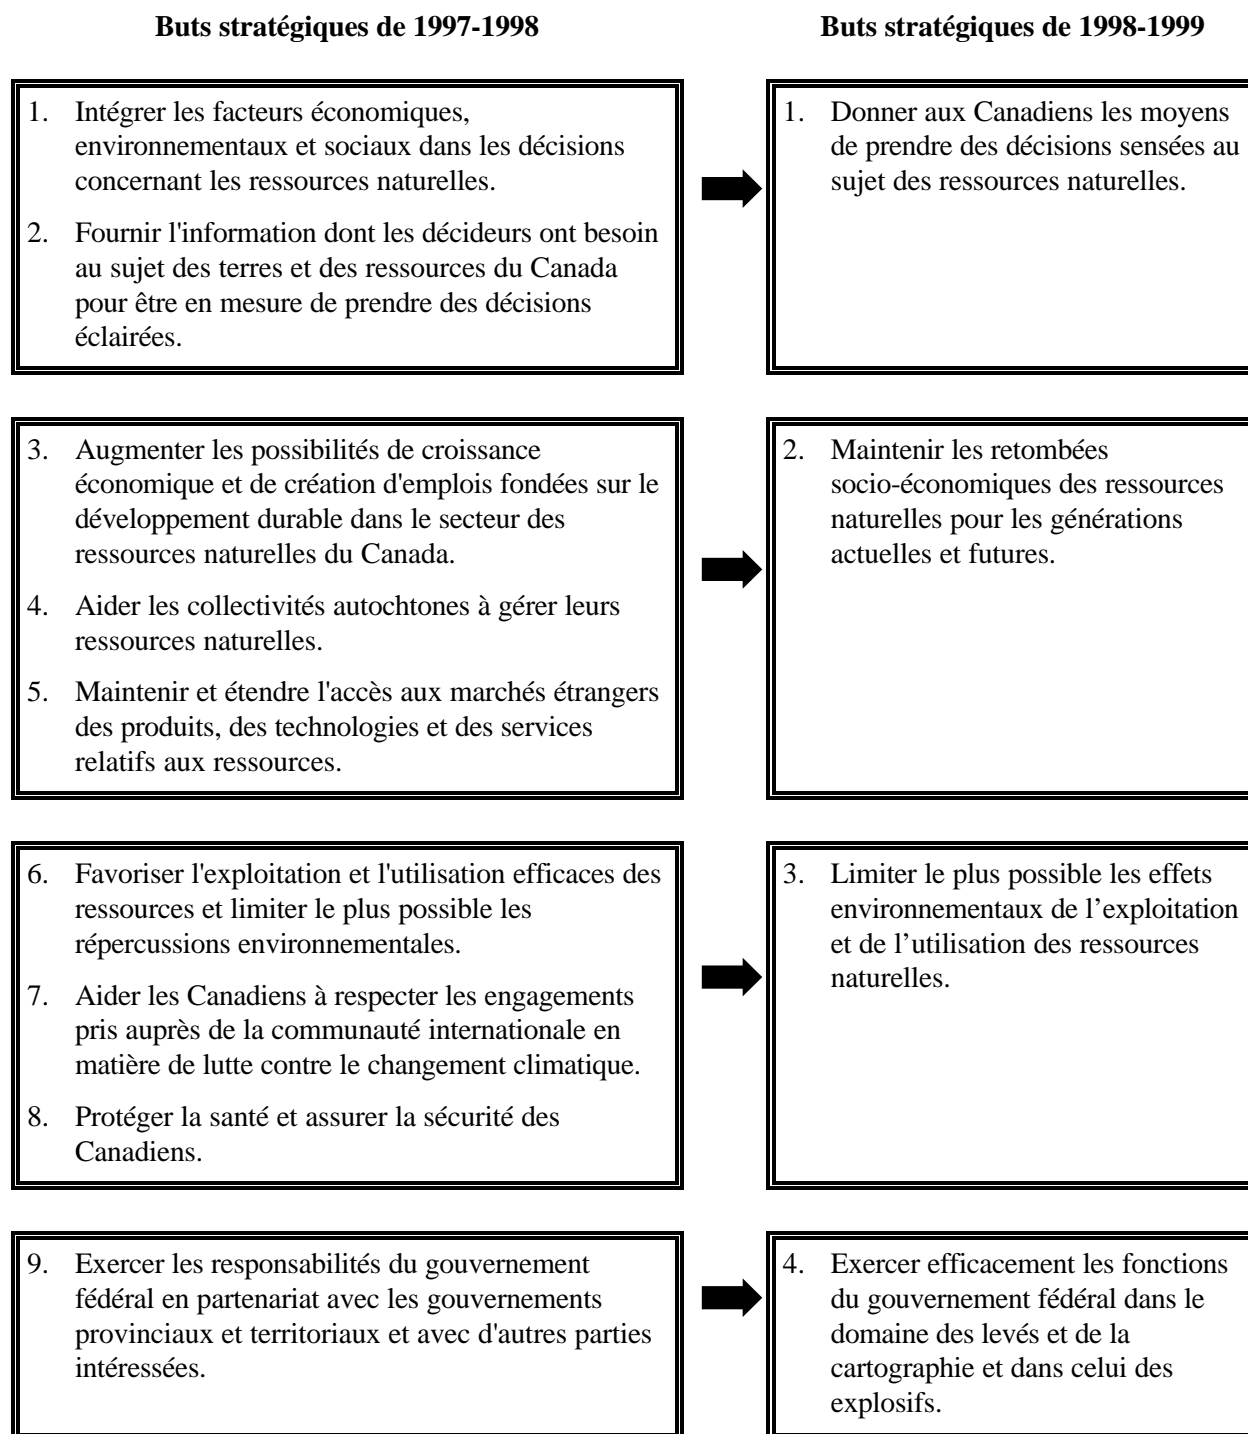 Buts stratégiques de 1997-1998
Buts stratégiques de 1998-1999
1. Intégrer les facteurs économiques,
environnementaux et sociaux dans les décisions
concernant les ressources naturelles.
2. Fournir l'information dont les décideurs ont besoin
au sujet des terres et des ressources du Canada
pour être en mesure de prendre des décisions
éclairées.
1. Donner aux Canadiens les moyens
de prendre des décisions sensées au
sujet des ressources naturelles.
3. Augmenter les possibilités de croissance
économique et de création d'emplois fondées sur le
développement durable dans le secteur des
ressources naturelles du Canada.
4. Aider les collectivités autochtones à gérer leurs
ressources naturelles.
5. Maintenir et étendre l'accès aux marchés étrangers
des produits, des technologies et des services
relatifs aux ressources.
2. Maintenir les retombées
socio-économiques des ressources
naturelles pour les générations
actuelles et futures.
6. Favoriser l'exploitation et l'utilisation efficaces des
ressources et limiter le plus possible les
répercussions environnementales.
7. Aider les Canadiens à respecter les engagements
pris auprès de la communauté internationale en
matière de lutte contre le changement climatique.
8. Protéger la santé et assurer la sécurité des
Canadiens.
3. Limiter le plus possible les effets
environnementaux de l’exploitation
et de l’utilisation des ressources
naturelles.
9. Exercer les responsabilités du gouvernement
fédéral en partenariat avec les gouvernements
provinciaux et territoriaux et avec d'autres parties
intéressées.
4. Exercer efficacement les fonctions
du gouvernement fédéral dans le
domaine des levés et de la
cartographie et dans celui des
explosifs.